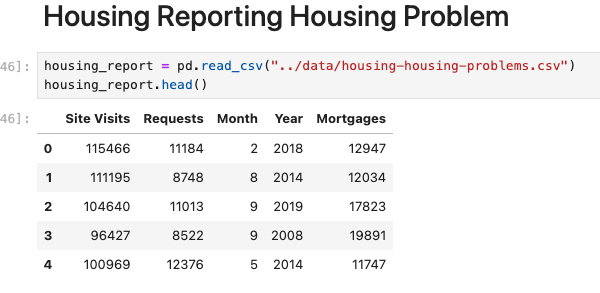 Housing Reporting Housing Problem
46]: housing_report = pd.read_csv("../data/housing-housing-problems.csv")
housing_report.head()
46]: Site Visits Requests Month Year Mortgages
0 115466 11184 2 2018 12947
1 111195 8748 8 2014 12034
2 104640 11013 9 2019 17823
3 96427 8522 9 2008 19891
4 100969 12376 5 2014 11747